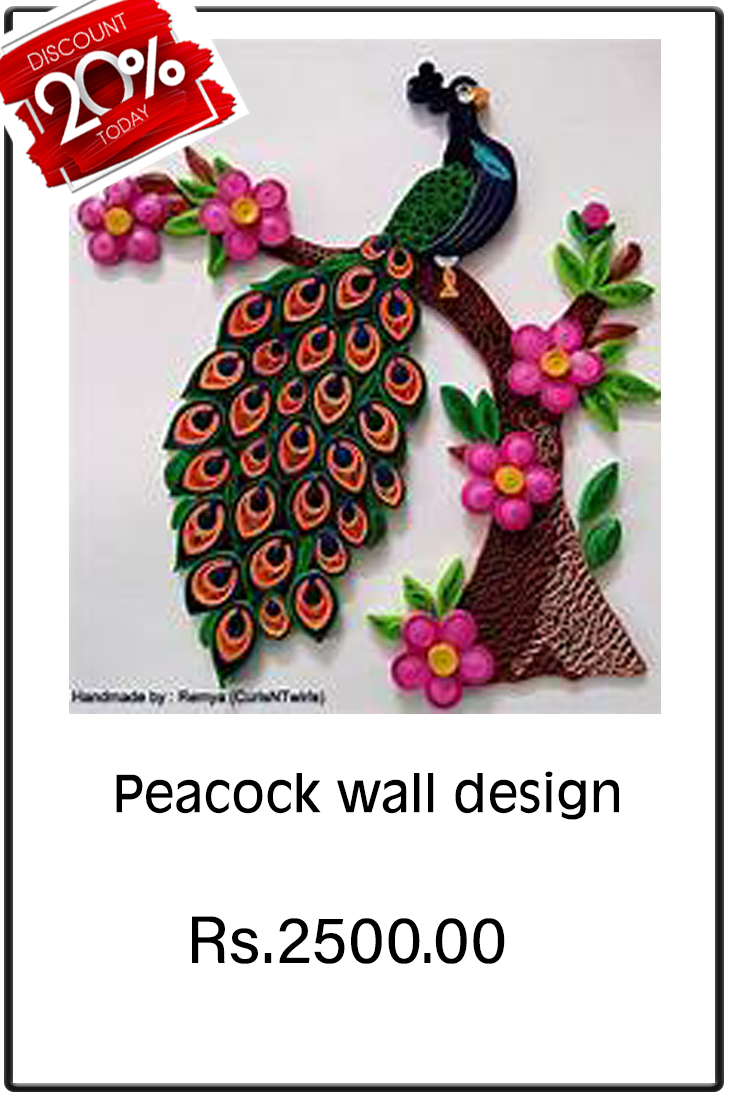 DISCOUNT
20%
TODAY
Handmade by : Remya (CurlsNTwirls)
Peacock wall design
Rs.2500.00